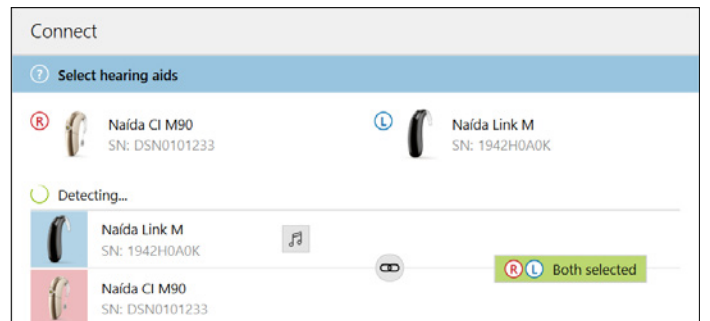 Connect
? Select hearing aids
R Naída CI M90 L Naída Link M
SN: DSN0101233 SN: 1942H0A0K
Detecting...
Naída Link M
SN: 1942H0A0K
R L Both selected
Naída CI M90
SN: DSN0101233